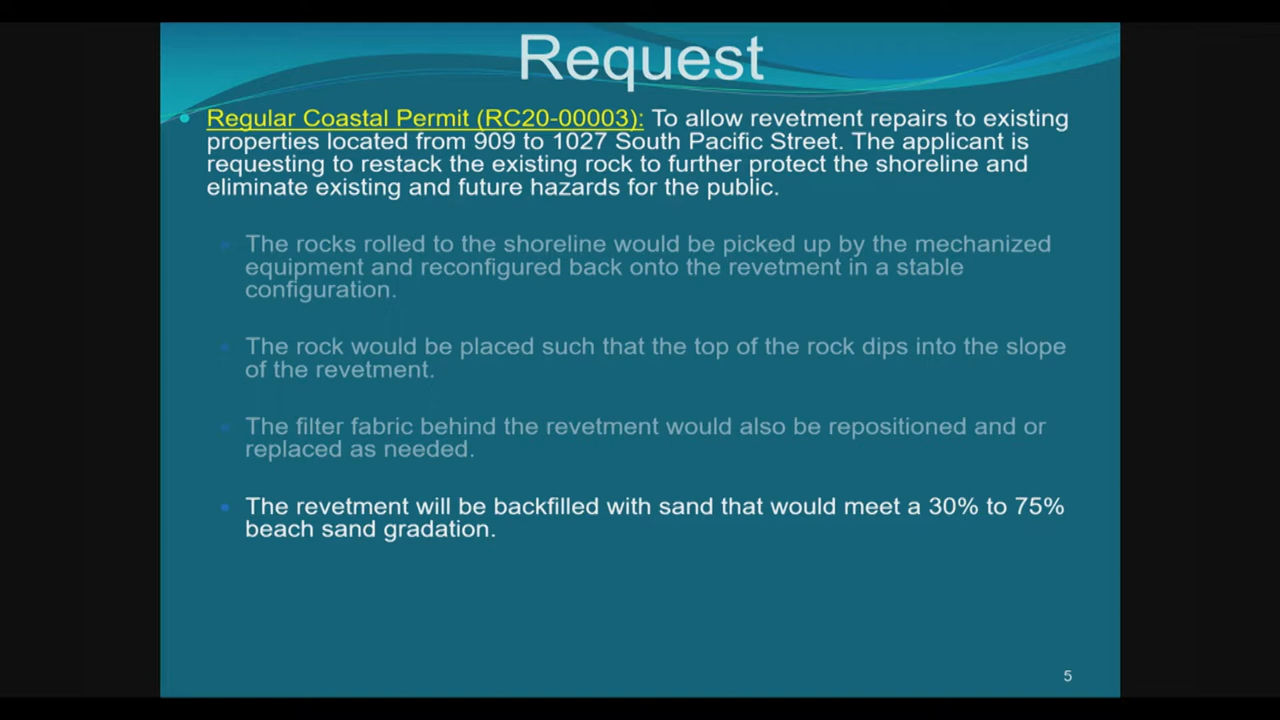 Request
Regular Coastal Permit (RC20-00003): To allow revetment repairs to existing
properties located from 909 to 1027 South Pacific Street. The applicant is
requesting to restack the existing rock to further protect the shoreline and
eliminate existing and future hazards for the public.
The rocks rolled to the shoreline would be picked up by the mechanized
equipment and reconfigured back onto the revetment in a stable
configuration.
The rock would be placed such that the top of the rock dips into the slope
of the revetment.
The filter fabric behind the revetment would also be repositioned and or
replaced as needed.
The revetment will be backfilled with sand that would meet a 30% to 75%
beach sand gradation.
5